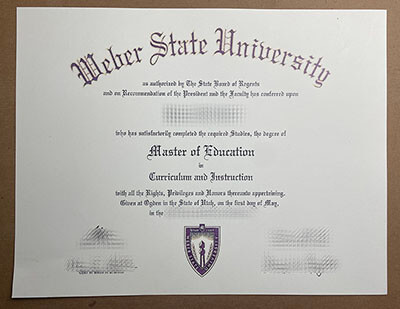 Weber State University
as authorized by The State Board of Regents
and on Recommendation of the President and the Faculty has conferred upon
who has satisfactorily completed the required Studies, the degree of
Master of Education
in
Curriculum and Instruction
with all the Rights, Privileges and Honors thereunto appertaining.
Given at Ogden in the State of Utah, on the first day of May,
in the